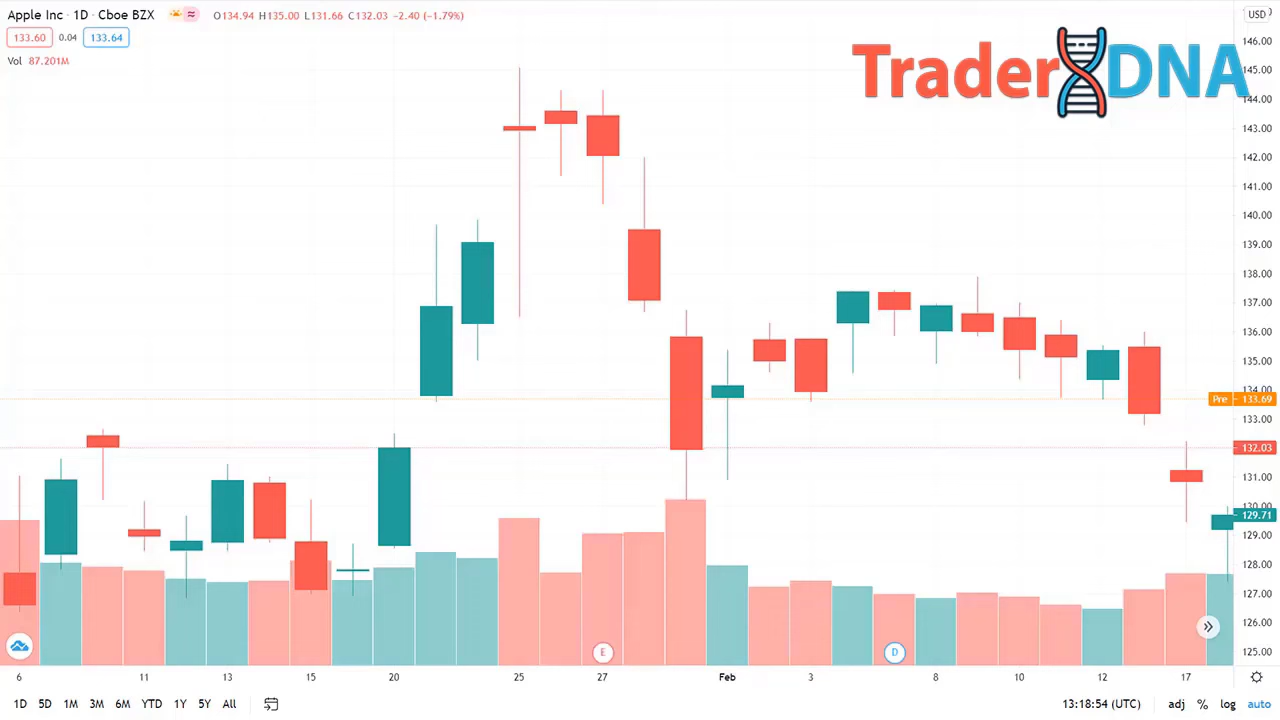 Apple Inc · 1D · Cboe BZX ≈ O134.94 H135.00 L131.66 C132.03 −2.40 (−1.79%)
133.60 0.04 133.64
Vol 87.201M
TraderDNA
USD
146.00
145.00
144.00
143.00
142.00
141.00
140.00
139.00
138.00
137.00
136.00
135.00
134.00
Pre 133.69
133.00
132.03
131.00
130.00
129.71
129.00
128.00
127.00
126.00
125.00
E D
6 11 13 15 20 25 27 Feb 3 8 10 12 17
1D 5D 1M 3M 6M YTD 1Y 5Y All 13:18:54 (UTC) adj % log auto